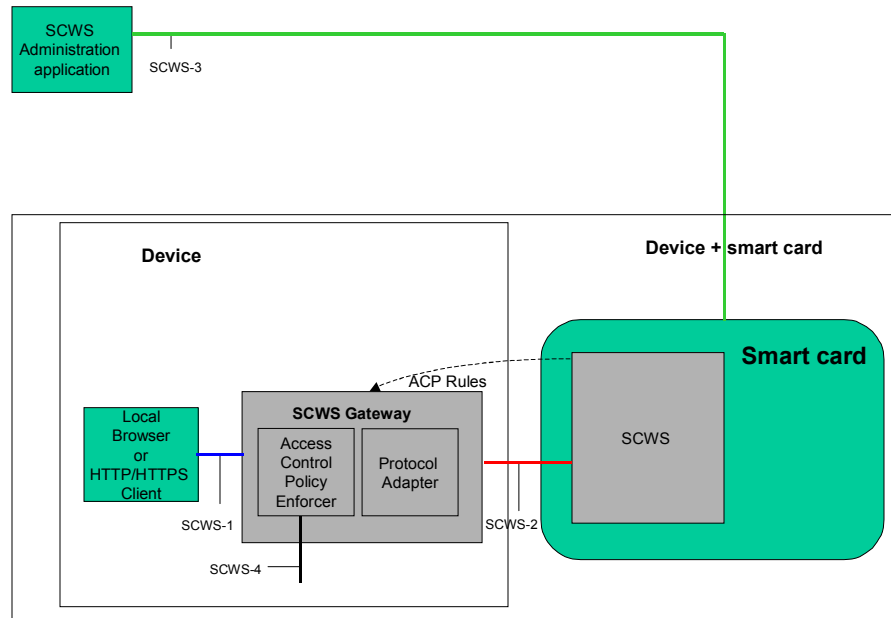 SCWS
Administration
application
SCWS-3
Device
Device + smart card
Smart card
ACP Rules
SCWS Gateway
Local
Browser
or
HTTP/HTTPS
Client
Access
Control
Policy
Enforcer
Protocol
Adapter
SCWS
SCWS-1
SCWS-2
SCWS-4